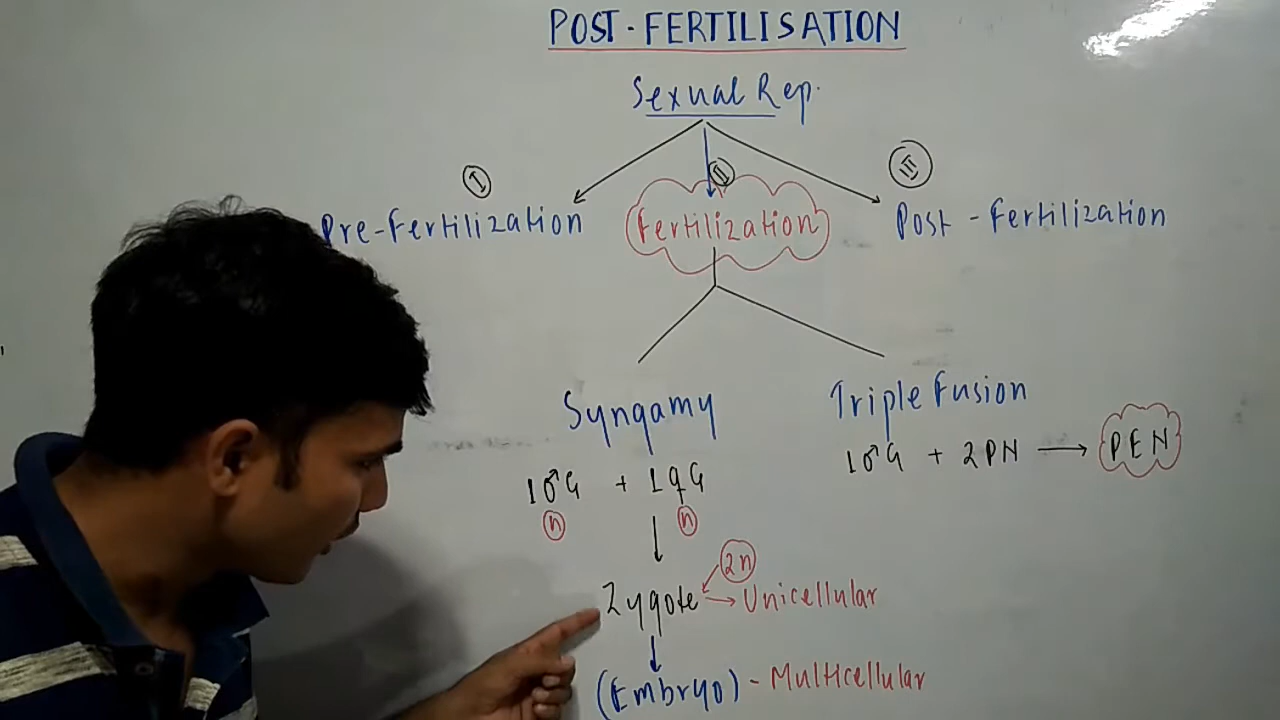 POST-FERTILISATION
Sexual Rep.
I
II
III
Pre-fertilization
Fertilization
Post-fertilization
Syngamy
Triple Fusion
1♂G + 1♀G
1♂G + 2PN → PEN
n
n
2n
Zygote → Unicellular
(Embryo) - Multicellular